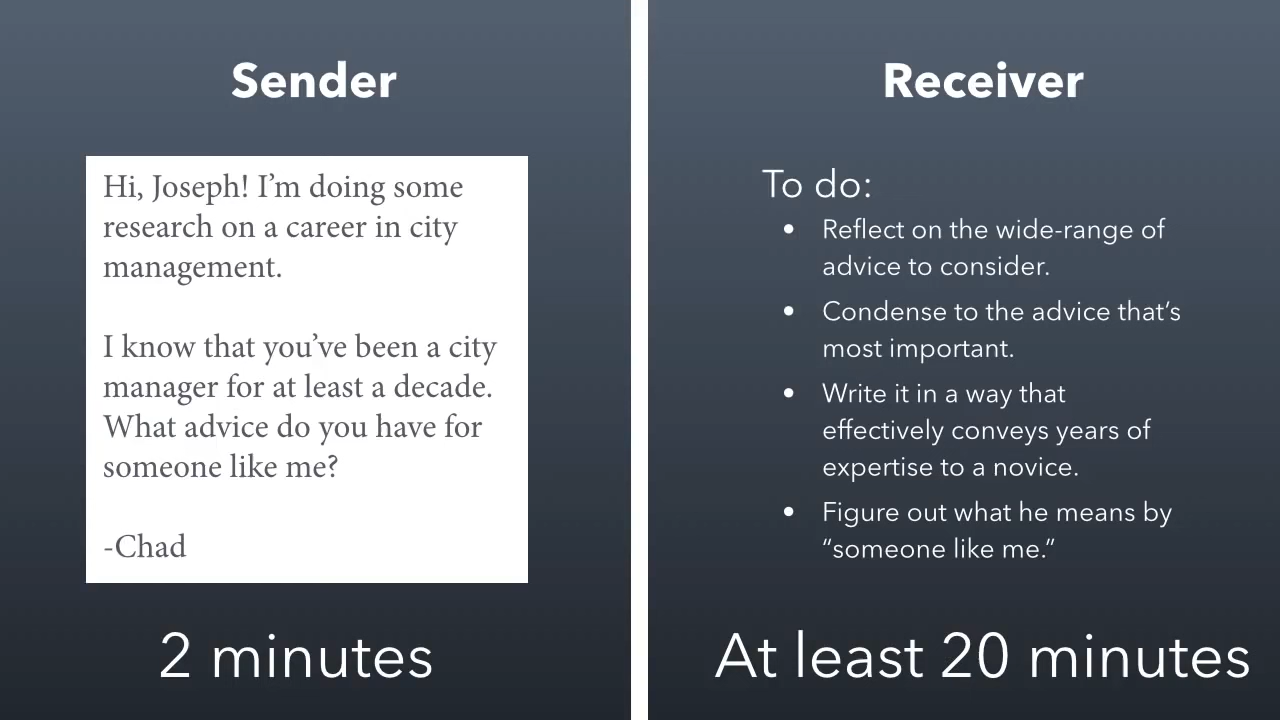 Sender
Hi, Joseph! I'm doing some
research on a career in city
management.
I know that you've been a city
manager for at least a decade.
What advice do you have for
someone like me?
-Chad
2 minutes
Receiver
To do:
• Reflect on the wide-range of
advice to consider.
• Condense to the advice that's
most important.
• Write it in a way that
effectively conveys years of
expertise to a novice.
• Figure out what he means by
“someone like me.”
At least 20 minutes